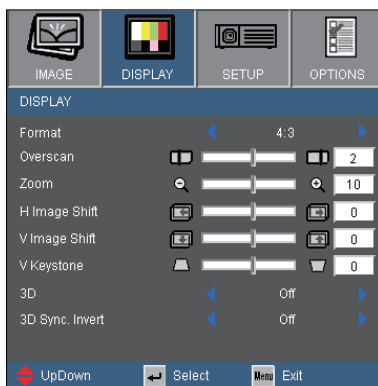 IMAGE DISPLAY SETUP OPTIONS
DISPLAY
Format 4:3
Overscan 2
Zoom 10
H Image Shift 0
V Image Shift 0
V Keystone 0
3D Off
3D Sync. Invert Off
UpDown Select Menu Exit